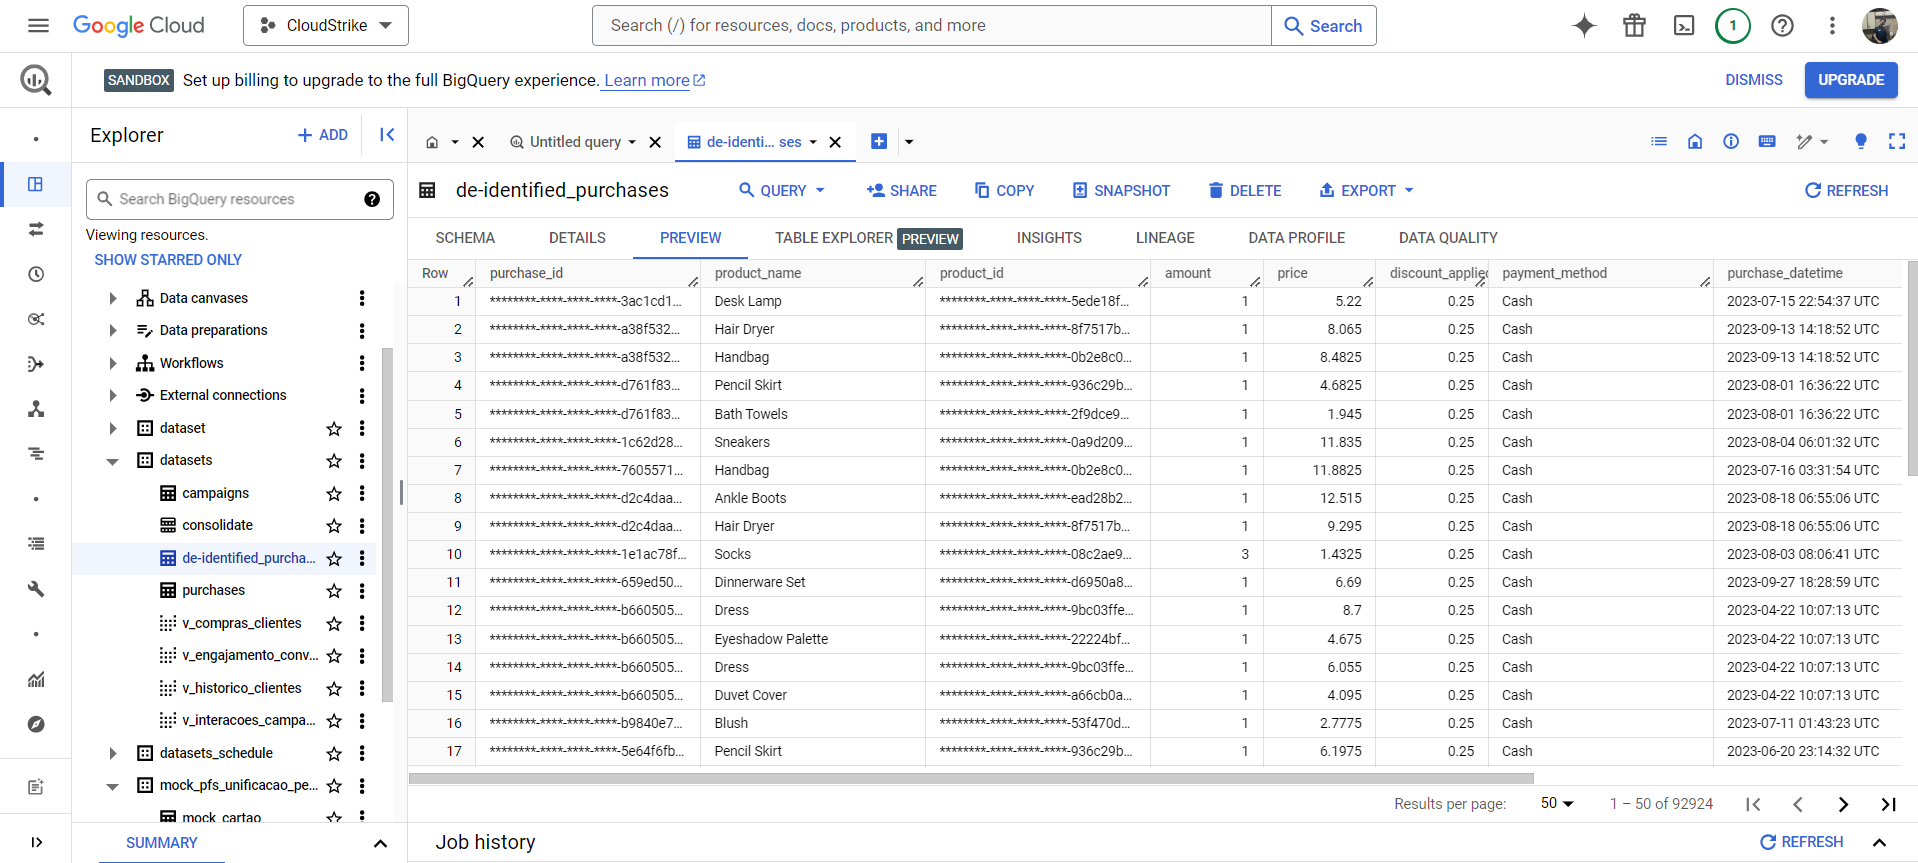 Google Cloud
CloudStrike
Search (/) for resources, docs, products, and more
Search
1
SANDBOX Set up billing to upgrade to the full BigQuery experience. Learn more
DISMISS
UPGRADE
Explorer
+ ADD
Search BigQuery resources
Viewing resources.
SHOW STARRED ONLY
Data canvases
Data preparations
Workflows
External connections
dataset
datasets
campaigns
consolidate
de-identified_purcha...
purchases
v_compras_clientes
v_engajamento_conv...
v_historico_clientes
v_interacoes_campa...
datasets_schedule
mock_pfs_unificacao_pe...
mock_cartao
SUMMARY
Untitled query
de-identi... ses
de-identified_purchases
QUERY
SHARE
COPY
SNAPSHOT
DELETE
EXPORT
REFRESH
SCHEMA DETAILS PREVIEW TABLE EXPLORER PREVIEW INSIGHTS LINEAGE DATA PROFILE DATA QUALITY
Row purchase_id product_name product_id amount price discount_applied payment_method purchase_datetime
1 ********-****-****-****-3ac1cd1... Desk Lamp ********-****-****-****-5ede18f... 1 5.22 0.25 Cash 2023-07-15 22:54:37 UTC
2 ********-****-****-****-a38f532... Hair Dryer ********-****-****-****-8f7517b... 1 8.065 0.25 Cash 2023-09-13 14:18:52 UTC
3 ********-****-****-****-a38f532... Handbag ********-****-****-****-0b2e8c0... 1 8.4825 0.25 Cash 2023-09-13 14:18:52 UTC
4 ********-****-****-****-d761f83... Pencil Skirt ********-****-****-****-936c29b... 1 4.6825 0.25 Cash 2023-08-01 16:36:22 UTC
5 ********-****-****-****-d761f83... Bath Towels ********-****-****-****-2f9dce9... 1 1.945 0.25 Cash 2023-08-01 16:36:22 UTC
6 ********-****-****-****-1c62d28... Sneakers ********-****-****-****-0a9d209... 1 11.835 0.25 Cash 2023-08-04 06:01:32 UTC
7 ********-****-****-****-7605571... Handbag ********-****-****-****-0b2e8c0... 1 11.8825 0.25 Cash 2023-07-16 03:31:54 UTC
8 ********-****-****-****-d2c4daa... Ankle Boots ********-****-****-****-ead28b2... 1 12.515 0.25 Cash 2023-08-18 06:55:06 UTC
9 ********-****-****-****-d2c4daa... Hair Dryer ********-****-****-****-8f7517b... 1 9.295 0.25 Cash 2023-08-18 06:55:06 UTC
10 ********-****-****-****-1e1ac78f... Socks ********-****-****-****-08c2ae9... 3 1.4325 0.25 Cash 2023-08-03 08:06:41 UTC
11 ********-****-****-****-659ed50... Dinnerware Set ********-****-****-****-d6950a8... 1 6.69 0.25 Cash 2023-09-27 18:28:59 UTC
12 ********-****-****-****-b660505... Dress ********-****-****-****-9bc03ffe... 1 8.7 0.25 Cash 2023-04-22 10:07:13 UTC
13 ********-****-****-****-b660505... Eyeshadow Palette ********-****-****-****-22224bf... 1 4.675 0.25 Cash 2023-04-22 10:07:13 UTC
14 ********-****-****-****-b660505... Dress ********-****-****-****-9bc03ffe... 1 6.055 0.25 Cash 2023-04-22 10:07:13 UTC
15 ********-****-****-****-b660505... Duvet Cover ********-****-****-****-a66cb0a... 1 4.095 0.25 Cash 2023-04-22 10:07:13 UTC
16 ********-****-****-****-b9840e7... Blush ********-****-****-****-53f470d... 1 2.7775 0.25 Cash 2023-07-11 01:43:23 UTC
17 ********-****-****-****-5e64f6fb... Pencil Skirt ********-****-****-****-936c29b... 1 6.1975 0.25 Cash 2023-06-20 23:14:32 UTC
Results per page: 50 1 – 50 of 92924
Job history
REFRESH